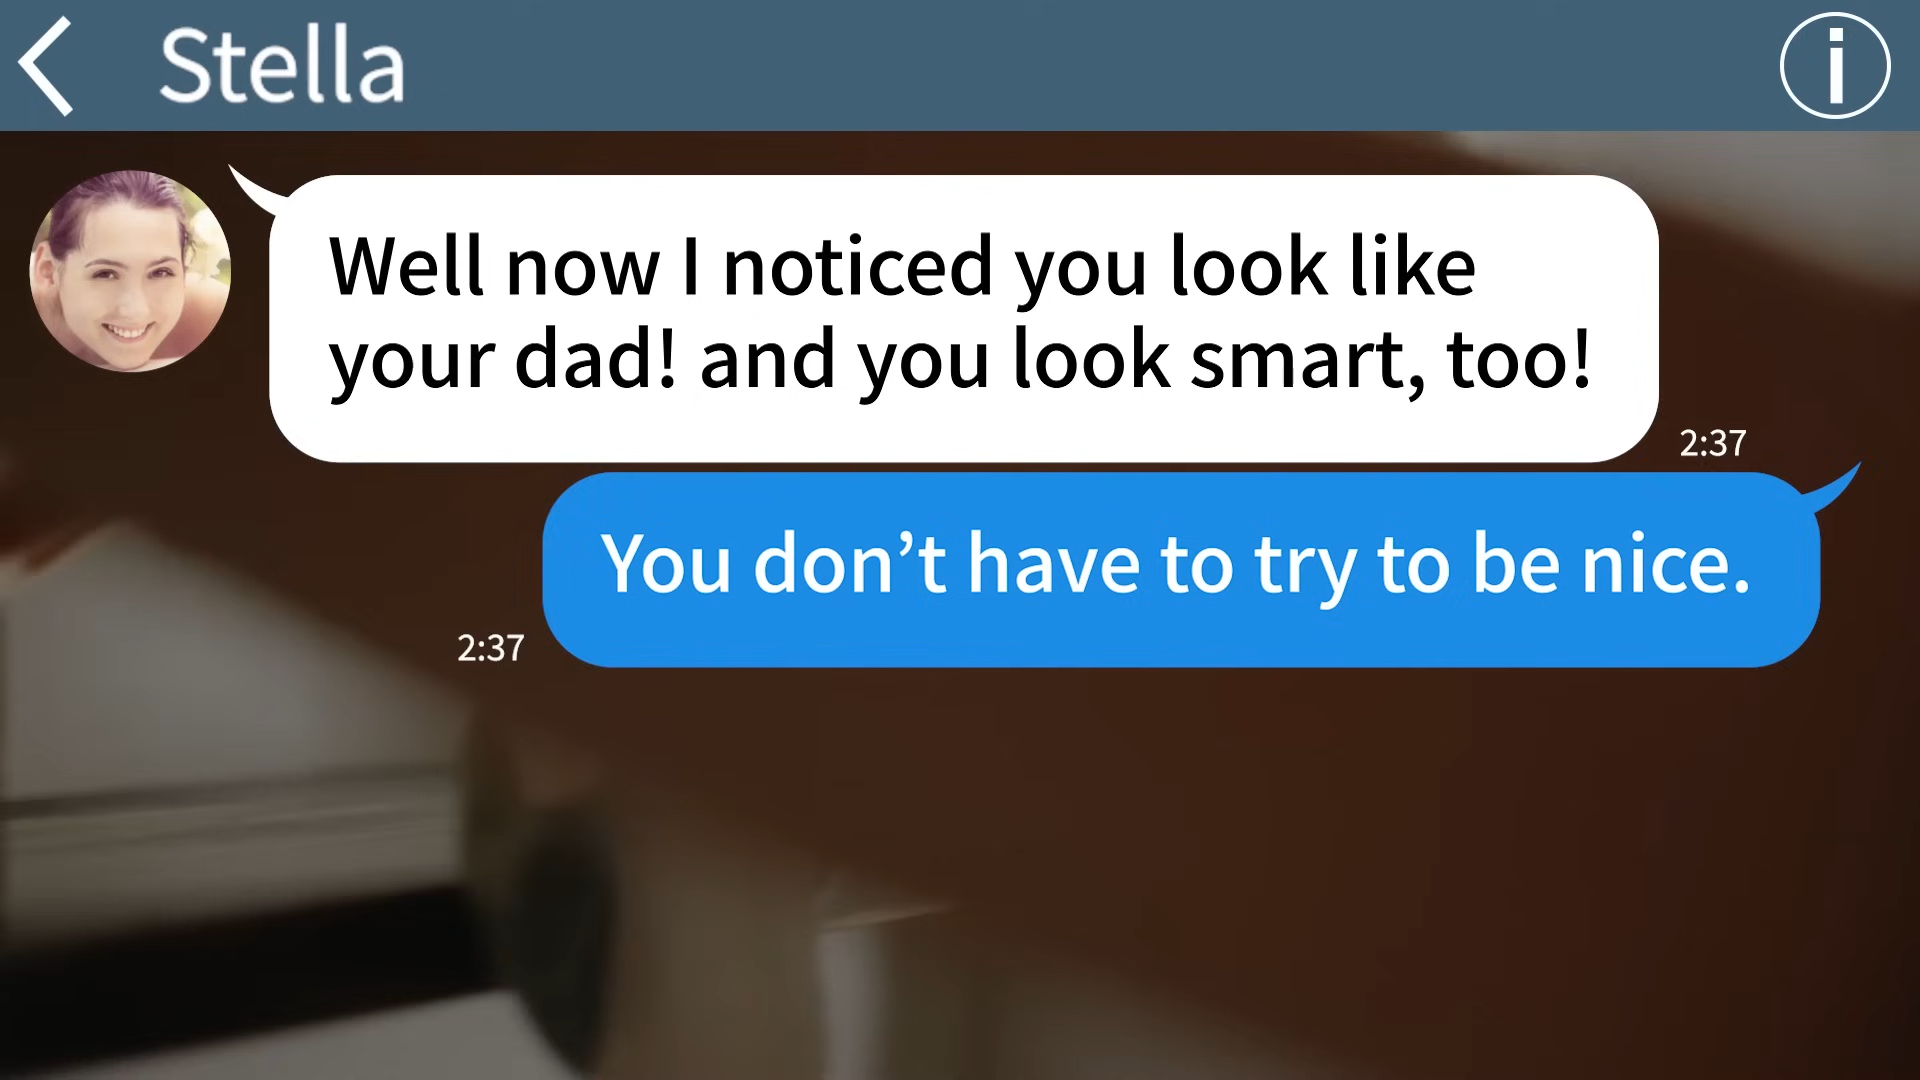 Stella
Well now I noticed you look like
your dad! and you look smart, too!
2:37
You don’t have to try to be nice.
2:37